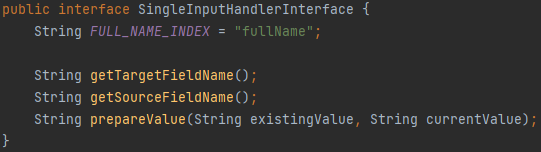 public interface SingleInputHandlerInterface {
    String FULL_NAME_INDEX = "fullName";
    String getTargetFieldName();
    String getSourceFieldName();
    String prepareValue(String existingValue, String currentValue);
}